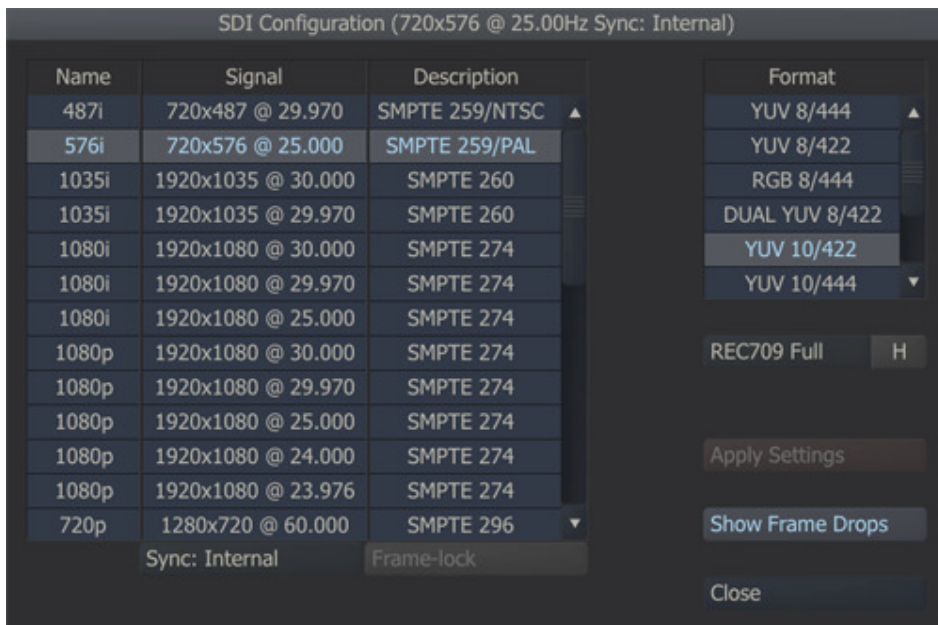 SDI Configuration (720x576 @ 25.00Hz Sync: Internal)
Name Signal Description
487i 720x487 @ 29.970 SMPTE 259/NTSC
576i 720x576 @ 25.000 SMPTE 259/PAL
1035i 1920x1035 @ 30.000 SMPTE 260
1035i 1920x1035 @ 29.970 SMPTE 260
1080i 1920x1080 @ 30.000 SMPTE 274
1080i 1920x1080 @ 29.970 SMPTE 274
1080i 1920x1080 @ 25.000 SMPTE 274
1080p 1920x1080 @ 30.000 SMPTE 274
1080p 1920x1080 @ 29.970 SMPTE 274
1080p 1920x1080 @ 25.000 SMPTE 274
1080p 1920x1080 @ 24.000 SMPTE 274
1080p 1920x1080 @ 23.976 SMPTE 274
720p 1280x720 @ 60.000 SMPTE 296
Sync: Internal Frame-lock
Format
YUV 8/444
YUV 8/422
RGB 8/444
DUAL YUV 8/422
YUV 10/422
YUV 10/444
REC709 Full H
Apply Settings
Show Frame Drops
Close